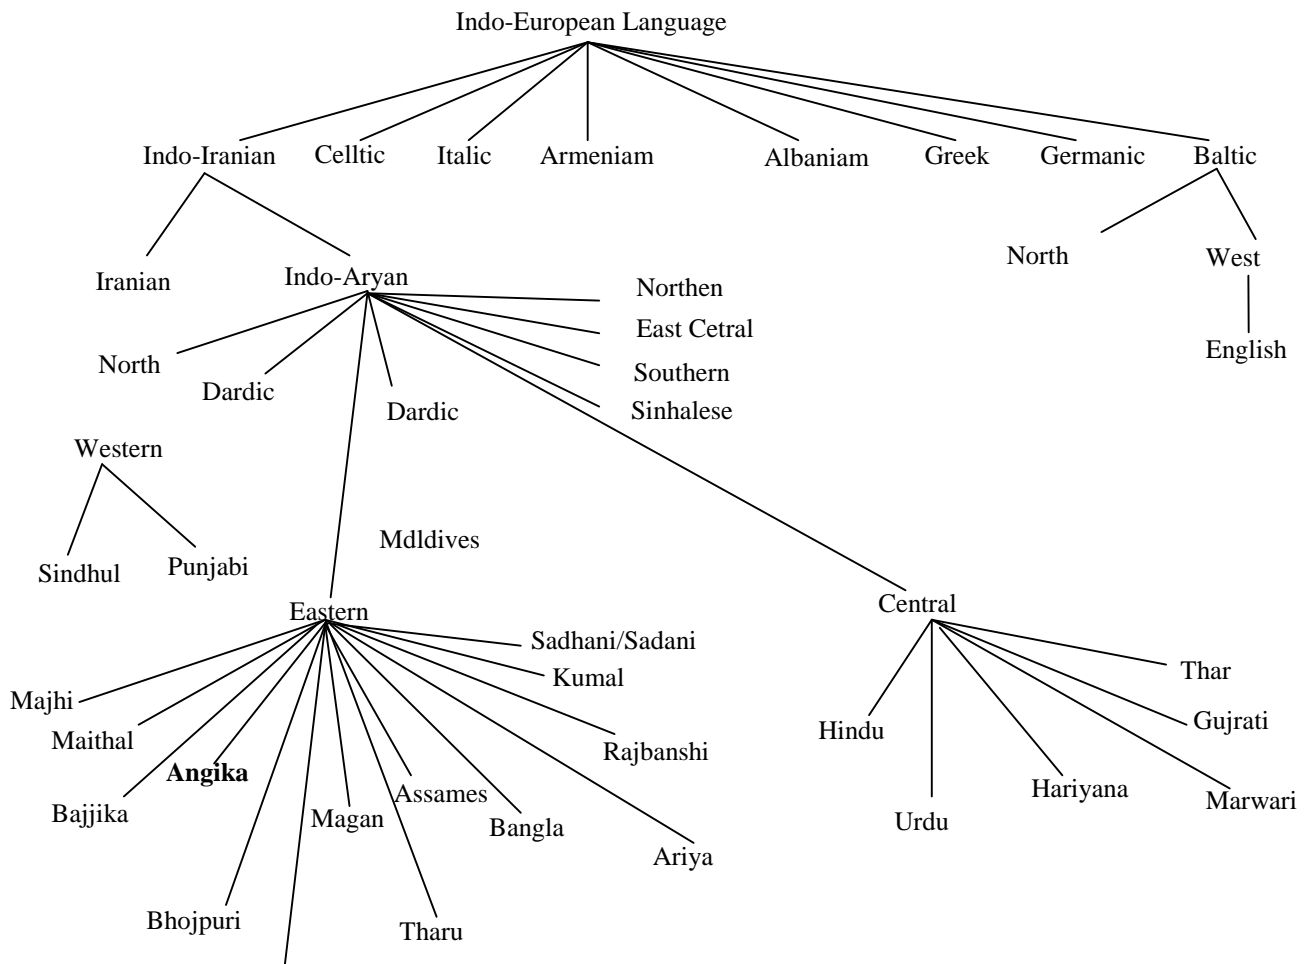 Indo-European Language
Indo-Iranian
Celltic
Italic
Armeniam
Albaniam
Greek
Germanic
Baltic
North
West
Iranian
Indo-Aryan
Northen
East Cetral
English
North
Dardic
Dardic
Southern
Sinhalese
Western
Mdldives
Sindhul
Punjabi
Eastern
Central
Sadhani/Sadani
Kumal
Thar
Majhi
Maithal
Angika
Rajbanshi
Hindu
Gujrati
Bajjika
Magan
Assames
Bangla
Ariya
Urdu
Hariyana
Marwari
Bhojpuri
Tharu